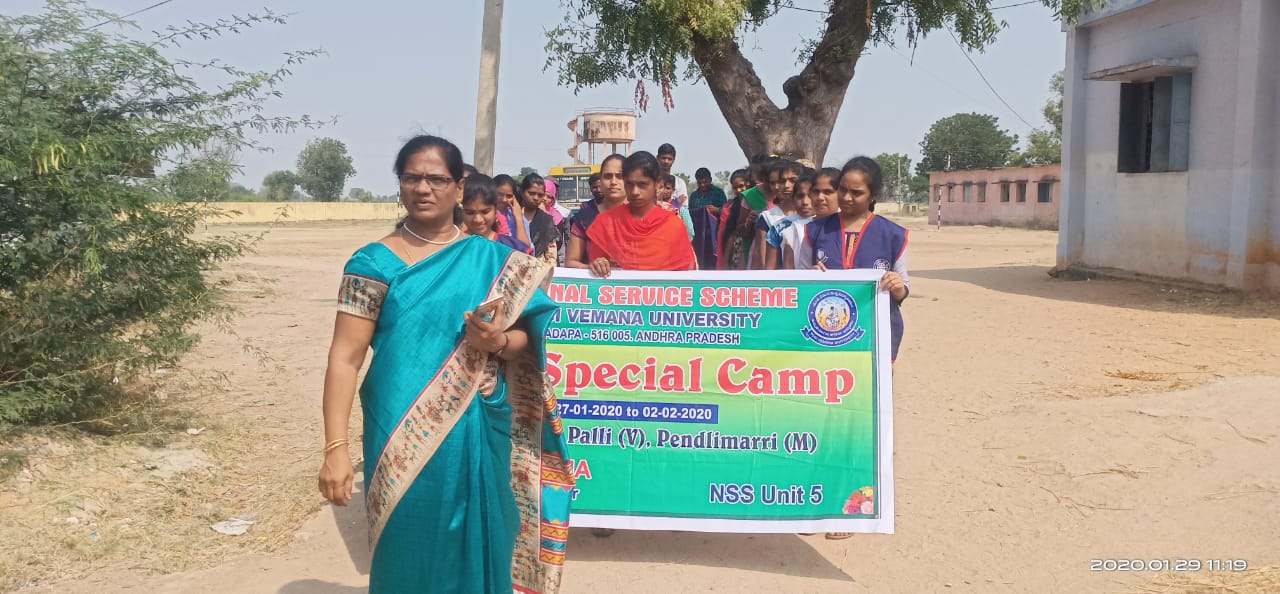 NAL SERVICE SCHEME
I VEMANA UNIVERSITY
ADAPA - 516 005. ANDHRA PRADESH
Special Camp
27-01-2020 to 02-02-2020
Palli (V), Pendlimarri (M)
MA
r
NSS Unit 5
2020.01.29 11:19